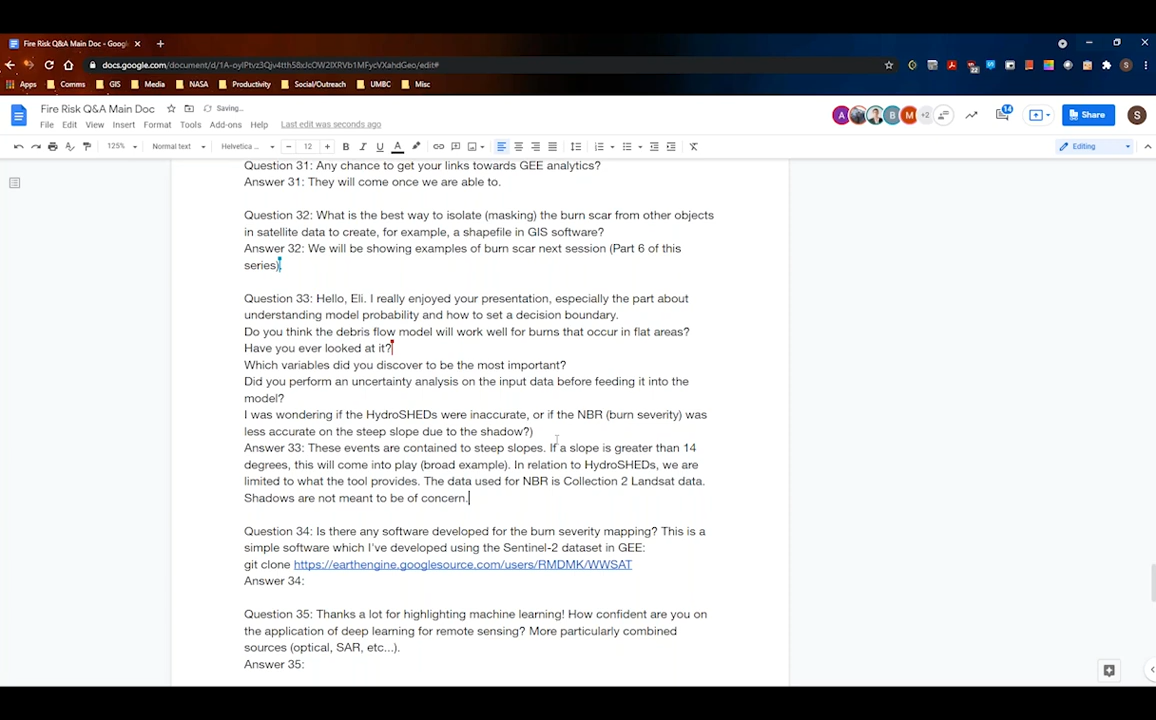 Fire Risk Q&A Main Doc - Googl
docs.google.com/document/d/
Apps Comms GIS Media NASA Productivity Social/Outreach UMBC Misc
22
S
Fire Risk Q&A Main Doc
Saving...
File Edit View Insert Format Tools Add-ons Help Last edit was seconds ago
A B M +2 14 Share S
125% Normal text Helvetica ... 12 B I U A Editing
Question 31: Any chance to get your links towards GEE analytics?
Answer 31: They will come once we are able to.
Question 32: What is the best way to isolate (masking) the burn scar from other objects
in satellite data to create, for example, a shapefile in GIS software?
Answer 32: We will be showing examples of burn scar next session (Part 6 of this
series).
Question 33: Hello, Eli. I really enjoyed your presentation, especially the part about
understanding model probability and how to set a decision boundary.
Do you think the debris flow model will work well for burns that occur in flat areas?
Have you ever looked at it?
Which variables did you discover to be the most important?
Did you perform an uncertainty analysis on the input data before feeding it into the
model?
I was wondering if the HydroSHEDs were inaccurate, or if the NBR (burn severity) was
less accurate on the steep slope due to the shadow?)
Answer 33: These events are contained to steep slopes. If a slope is greater than 14
degrees, this will come into play (broad example). In relation to HydroSHEDs, we are
limited to what the tool provides. The data used for NBR is Collection 2 Landsat data.
Shadows are not meant to be of concern.
Question 34: Is there any software developed for the burn severity mapping? This is a
simple software which I've developed using the Sentinel-2 dataset in GEE:
git clone https://earthengine.googlesource.com/users/RMDMK/WWSAT
Answer 34:
Question 35: Thanks a lot for highlighting machine learning! How confident are you on
the application of deep learning for remote sensing? More particularly combined
sources (optical, SAR, etc...).
Answer 35: